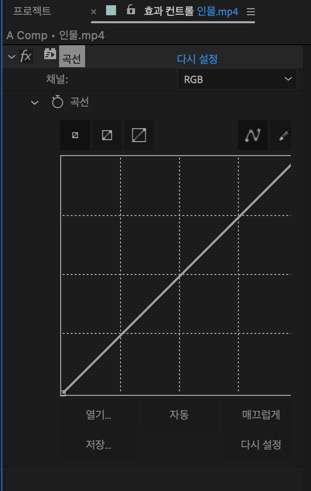 프로젝트 × 효과 컨트롤 인물.mp4 ☰
A Comp • 인물.mp4
fx 곡선 다시 설정
채널: RGB
곡선
열기... 자동 매끄럽게
저장... 다시 설정